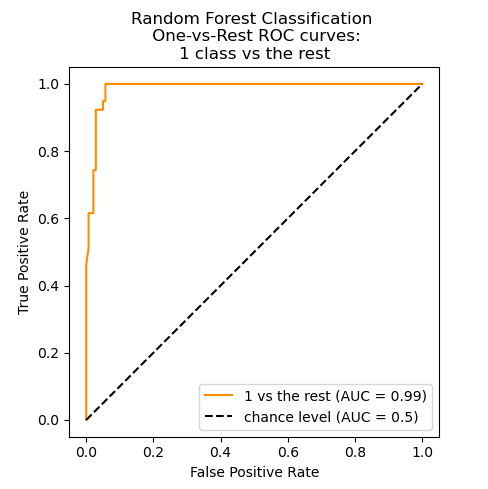 Random Forest Classification
One-vs-Rest ROC curves:
1 class vs the rest
True Positive Rate
1.0
0.8
0.6
0.4
0.2
0.0
1 vs the rest (AUC = 0.99)
chance level (AUC = 0.5)
0.0 0.2 0.4 0.6 0.8 1.0
False Positive Rate